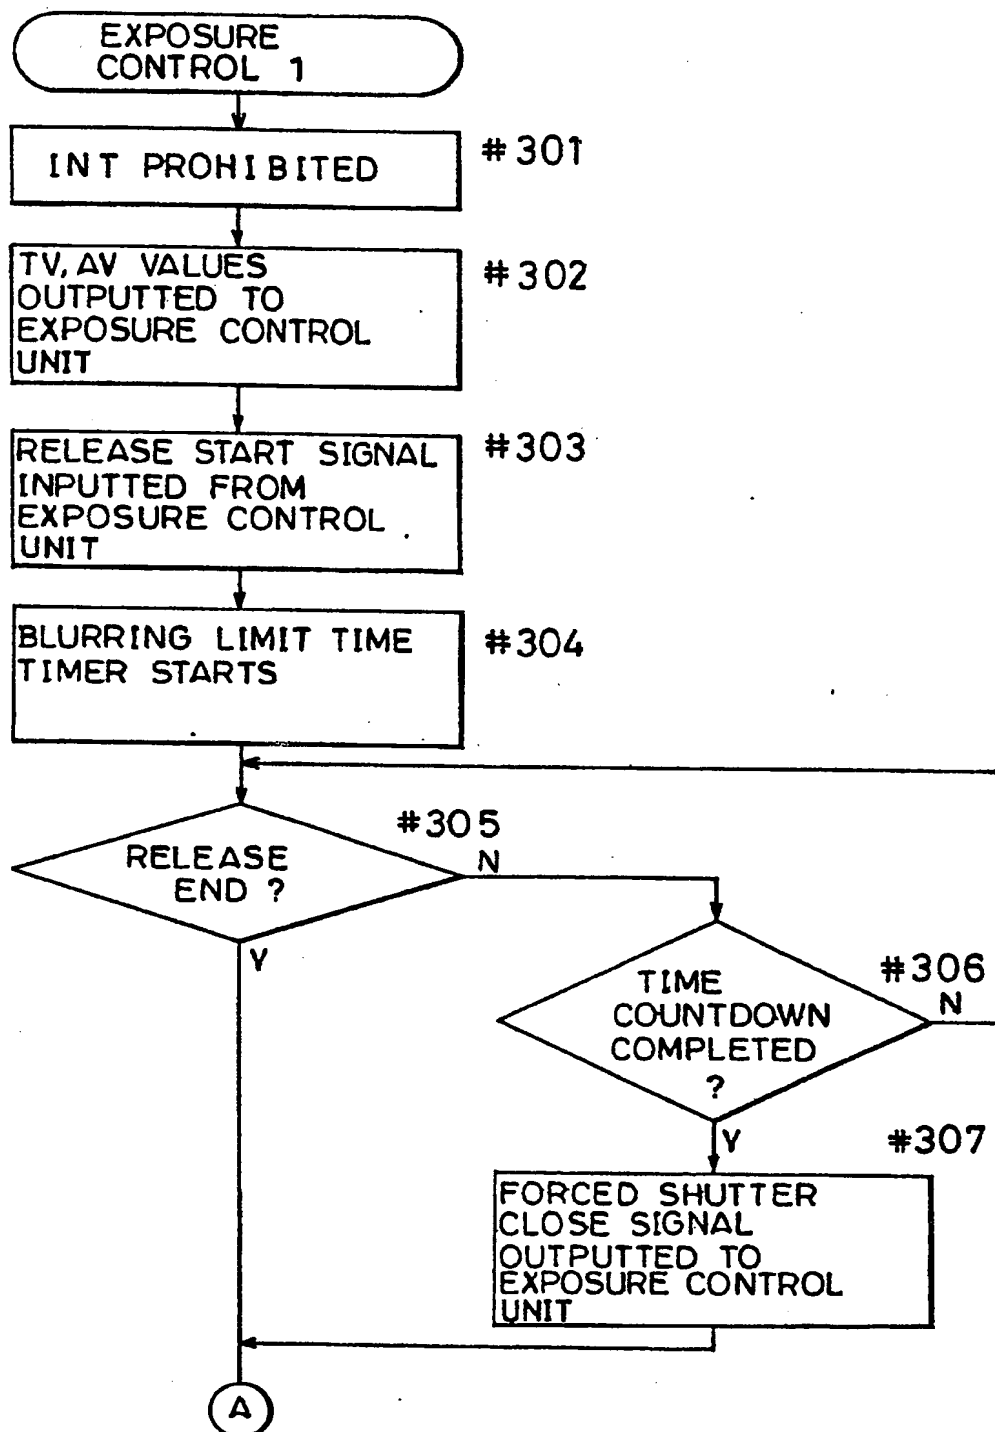 EXPOSURE
CONTROL 1
INT PROHIBITED
#301
TV, AV VALUES
OUTPUTTED TO
EXPOSURE CONTROL
UNIT
#302
RELEASE START SIGNAL
INPUTTED FROM
EXPOSURE CONTROL
UNIT
#303
BLURRING LIMIT TIME
TIMER STARTS
#304
RELEASE
END ?
#305
N
Y
TIME
COUNTDOWN
COMPLETED
?
#306
N
Y
#307
FORCED SHUTTER
CLOSE SIGNAL
OUTPUTTED TO
EXPOSURE CONTROL
UNIT
A